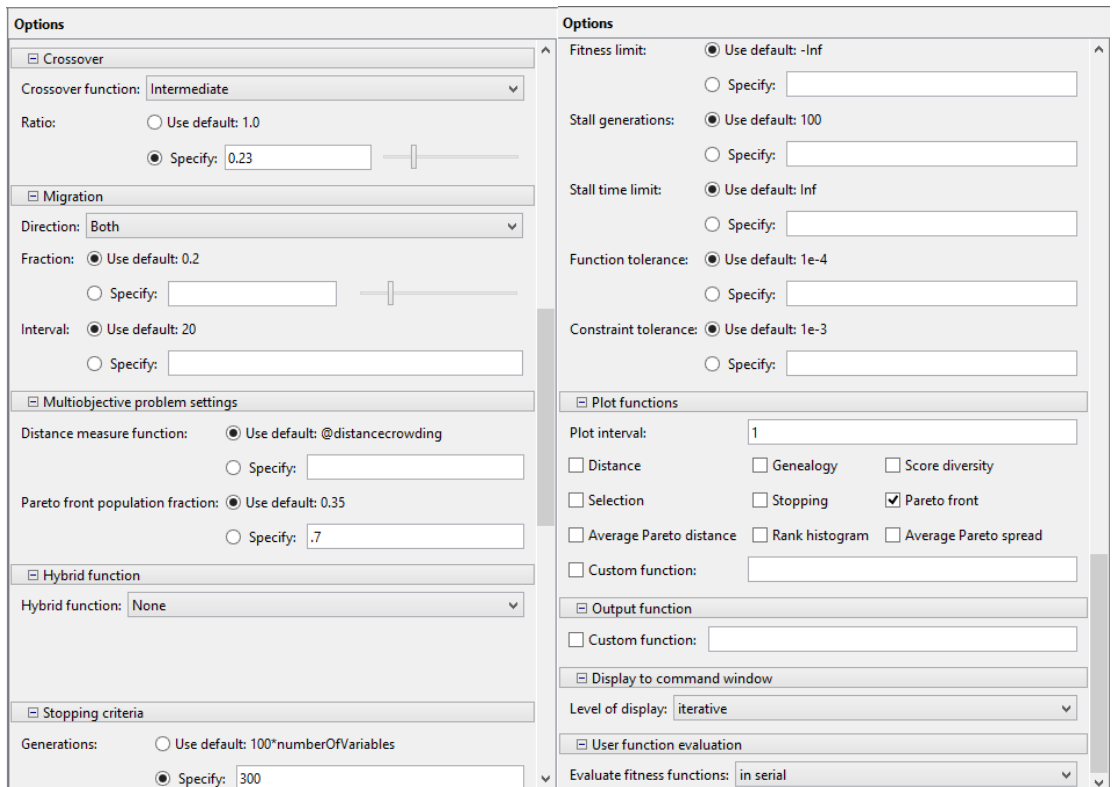 Options
Crossover
Crossover function: Intermediate
Ratio: Use default: 1.0
Specify: 0.23
Migration
Direction: Both
Fraction: Use default: 0.2
Specify:
Interval: Use default: 20
Specify:
Multiobjective problem settings
Distance measure function: Use default: @distancecrowding
Specify:
Pareto front population fraction: Use default: 0.35
Specify: .7
Hybrid function
Hybrid function: None
Stopping criteria
Generations: Use default: 100*numberOfVariables
Specify: 300
Options
Fitness limit: Use default: -Inf
Specify:
Stall generations: Use default: 100
Specify:
Stall time limit: Use default: Inf
Specify:
Function tolerance: Use default: 1e-4
Specify:
Constraint tolerance: Use default: 1e-3
Specify:
Plot functions
Plot interval: 1
Distance Genealogy Score diversity
Selection Stopping Pareto front
Average Pareto distance Rank histogram Average Pareto spread
Custom function:
Output function
Custom function:
Display to command window
Level of display: iterative
User function evaluation
Evaluate fitness functions: in serial